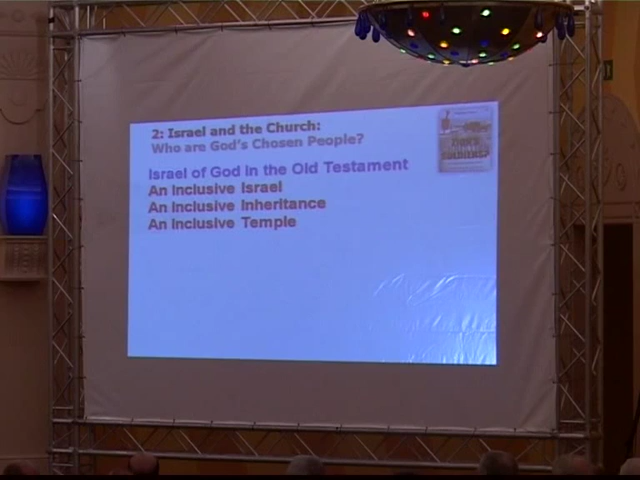 2: Israel and the Church:
Who are God's Chosen People?
Israel of God in the Old Testament
An Inclusive Israel
An Inclusive Inheritance
An Inclusive Temple
SOLDIERS?